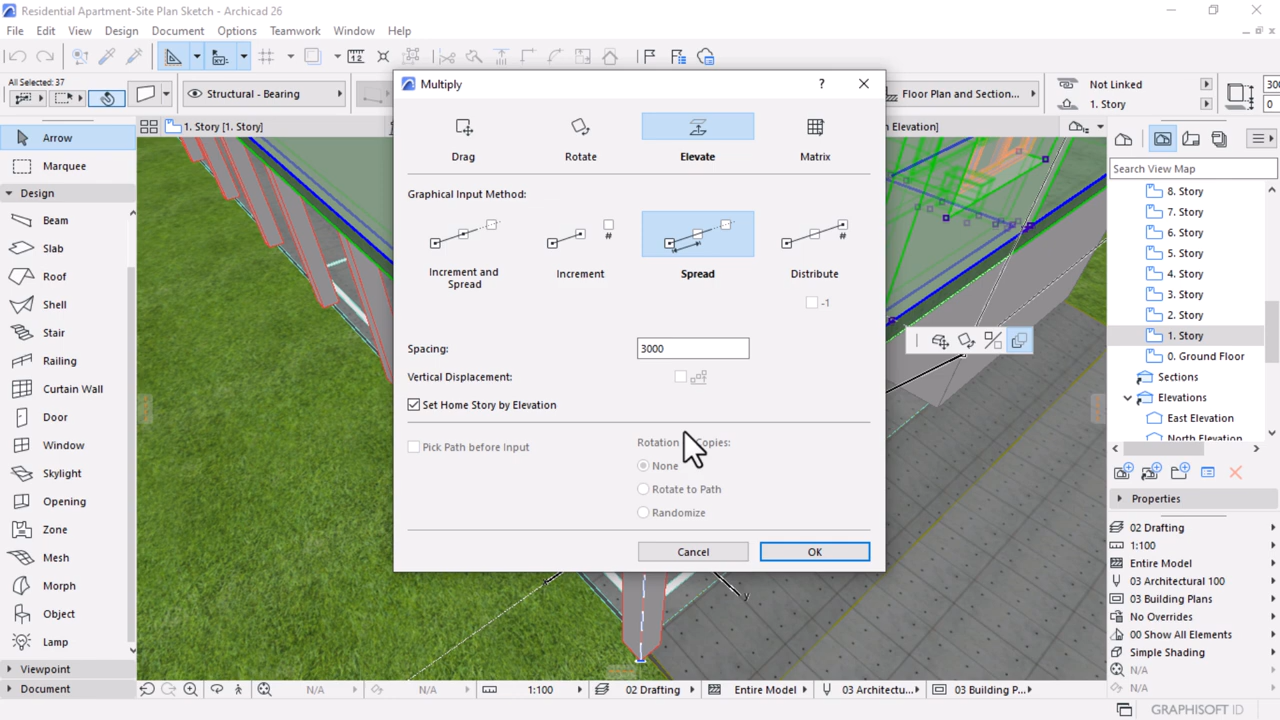 Residential Apartment-Site Plan Sketch - Archicad 26
File Edit View Design Document Options Teamwork Window Help
All Selected: 37
Structural - Bearing
Floor Plan and Section...
Not Linked
1. Story
300
0
Arrow
Marquee
Design
Beam
Slab
Roof
Shell
Stair
Railing
Curtain Wall
Door
Window
Skylight
Opening
Zone
Mesh
Morph
Object
Lamp
Viewpoint
Document
1. Story [1. Story]
Elevation]
Multiply
?
Drag
Rotate
Elevate
Matrix
Graphical Input Method:
Increment and
Spread
Increment
Spread
Distribute
-1
Spacing:
3000
Vertical Displacement:
Set Home Story by Elevation
Pick Path before Input
Rotation
None
Rotate to Path
Randomize
Cancel
OK
Search View Map
8. Story
7. Story
6. Story
5. Story
4. Story
3. Story
2. Story
1. Story
0. Ground Floor
Sections
Elevations
East Elevation
North Elevation
Properties
02 Drafting
1:100
Entire Model
03 Architectural 100
03 Building Plans
No Overrides
00 Show All Elements
Simple Shading
N/A
N/A
N/A
N/A
1:100
02 Drafting
Entire Model
03 Architectu...
03 Building P...
GRAPHISOFT ID